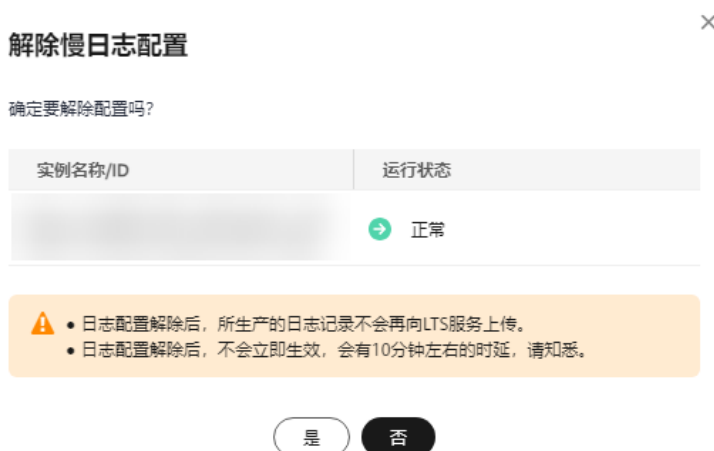 解除慢日志配置
确定要解除配置吗?
实例名称/ID 运行状态
正常
• 日志配置解除后，所生产的日志记录不会再向LTS服务上传。
• 日志配置解除后，不会立即生效，会有10分钟左右的时延，请知悉。
是 否